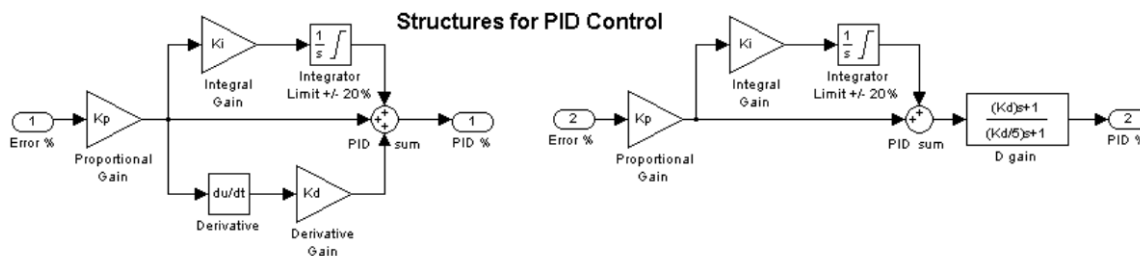 Structures for PID Control
Ki
Integral
Gain
1
s
Integrator
Limit +/- 20%
1
Error %
Kp
Proportional
Gain
PID sum
1
PID %
du/dt
Derivative
Kd
Derivative
Gain
Ki
Integral
Gain
1
s
Integrator
Limit +/- 20%
2
Error %
Kp
Proportional
Gain
PID sum
(Kd)s+1
(Kd/5)s+1
D gain
2
PID %